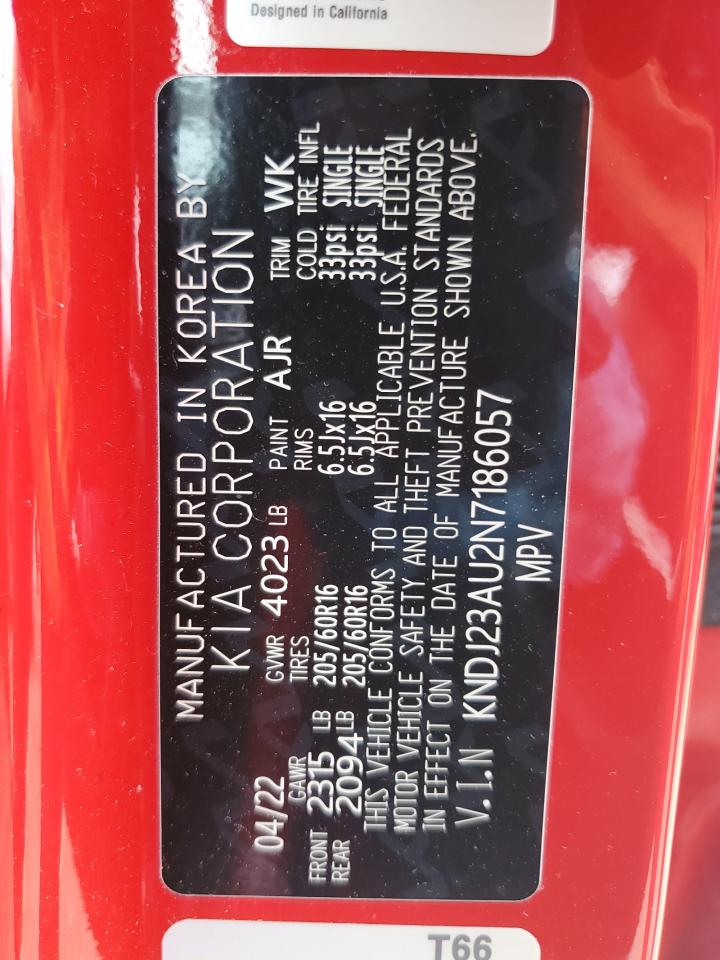 Designed in California
MANUFACTURED IN KOREA BY
KIA CORPORATION
04/22 GVWR 4023 LB PAINT AJR TRIM WK
GAWR TIRES RIMS COLD TIRE INFL
FRONT 2315 LB 205/60R16 6.5Jx16 33psi SINGLE
REAR 2094 LB 205/60R16 6.5Jx16 33psi SINGLE
THIS VEHICLE CONFORMS TO ALL APPLICABLE U.S.A. FEDERAL
MOTOR VEHICLE SAFETY AND THEFT PREVENTION STANDARDS
IN EFFECT ON THE DATE OF MANUFACTURE SHOWN ABOVE.
V.I.N KNDJ23AU2N7186057
MPV
T66